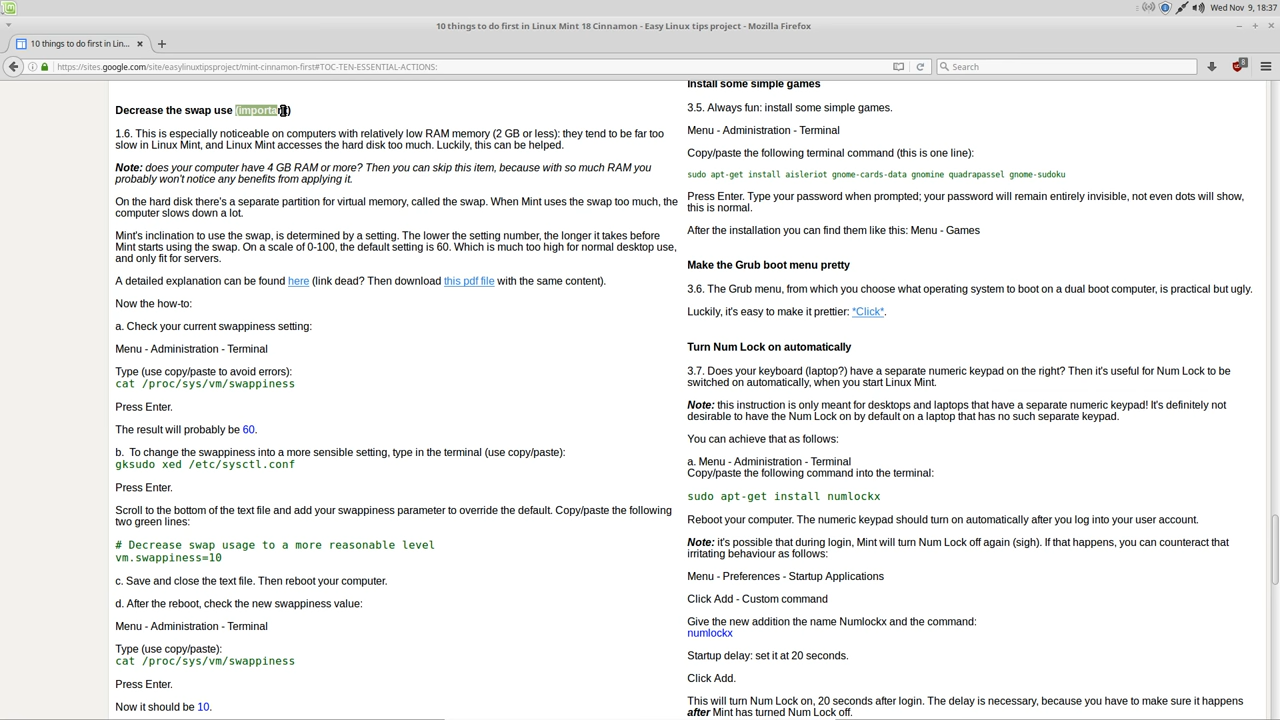 Wed Nov 9, 18:37
10 things to do first in Linux Mint 18 Cinnamon - Easy Linux tips project - Mozilla Firefox
10 things to do first in Lin...
https://sites.google.com/site/easylinuxtipsproject/mint-cinnamon-first#TOC-TEN-ESSENTIAL-ACTIONS:
Search
8
Decrease the swap use (important)
1.6. This is especially noticeable on computers with relatively low RAM memory (2 GB or less): they tend to be far too
slow in Linux Mint, and Linux Mint accesses the hard disk too much. Luckily, this can be helped.
Note: does your computer have 4 GB RAM or more? Then you can skip this item, because with so much RAM you
probably won't notice any benefits from applying it.
On the hard disk there's a separate partition for virtual memory, called the swap. When Mint uses the swap too much, the
computer slows down a lot.
Mint's inclination to use the swap, is determined by a setting. The lower the setting number, the longer it takes before
Mint starts using the swap. On a scale of 0-100, the default setting is 60. Which is much too high for normal desktop use,
and only fit for servers.
A detailed explanation can be found here (link dead? Then download this pdf file with the same content).
Now the how-to:
a. Check your current swappiness setting:
Menu - Administration - Terminal
Type (use copy/paste to avoid errors):
cat /proc/sys/vm/swappiness
Press Enter.
The result will probably be 60.
b.  To change the swappiness into a more sensible setting, type in the terminal (use copy/paste):
gksudo xed /etc/sysctl.conf
Press Enter.
Scroll to the bottom of the text file and add your swappiness parameter to override the default. Copy/paste the following
two green lines:
# Decrease swap usage to a more reasonable level
vm.swappiness=10
c. Save and close the text file. Then reboot your computer.
d. After the reboot, check the new swappiness value:
Menu - Administration - Terminal
Type (use copy/paste):
cat /proc/sys/vm/swappiness
Press Enter.
Now it should be 10.
Install some simple games
3.5. Always fun: install some simple games.
Menu - Administration - Terminal
Copy/paste the following terminal command (this is one line):
sudo apt-get install aisleriot gnome-cards-data gnomine quadrapassel gnome-sudoku
Press Enter. Type your password when prompted; your password will remain entirely invisible, not even dots will show,
this is normal.
After the installation you can find them like this: Menu - Games
Make the Grub boot menu pretty
3.6. The Grub menu, from which you choose what operating system to boot on a dual boot computer, is practical but ugly.
Luckily, it's easy to make it prettier: *Click*.
Turn Num Lock on automatically
3.7. Does your keyboard (laptop?) have a separate numeric keypad on the right? Then it's useful for Num Lock to be
switched on automatically, when you start Linux Mint.
Note: this instruction is only meant for desktops and laptops that have a separate numeric keypad! It's definitely not
desirable to have the Num Lock on by default on a laptop that has no such separate keypad.
You can achieve that as follows:
a. Menu - Administration - Terminal
Copy/paste the following command into the terminal:
sudo apt-get install numlockx
Reboot your computer. The numeric keypad should turn on automatically after you log into your user account.
Note: it's possible that during login, Mint will turn Num Lock off again (sigh). If that happens, you can counteract that
irritating behaviour as follows:
Menu - Preferences - Startup Applications
Click Add - Custom command
Give the new addition the name Numlockx and the command:
numlockx
Startup delay: set it at 20 seconds.
Click Add.
This will turn Num Lock on, 20 seconds after login. The delay is necessary, because you have to make sure it happens
after Mint has turned Num Lock off.